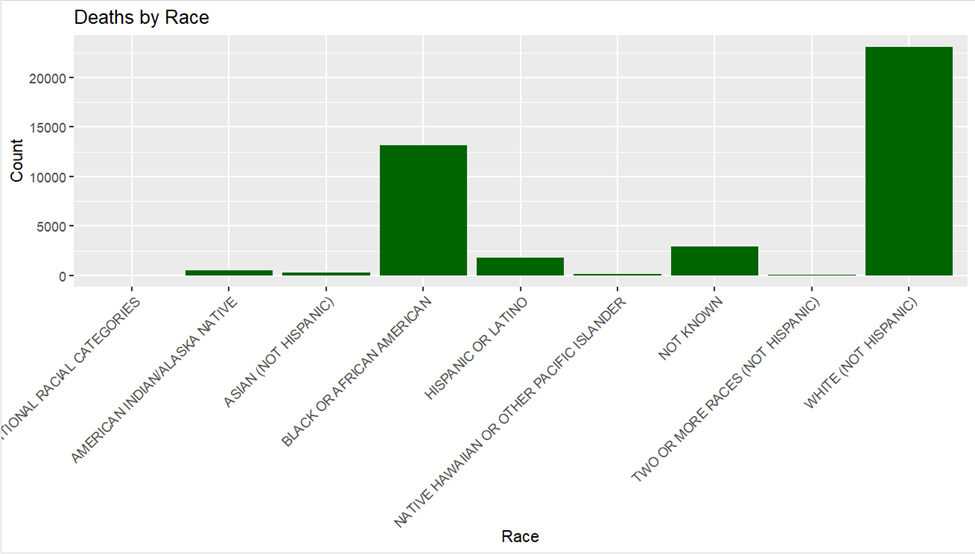 Deaths by Race
Count
20000
15000
10000
5000
0
RACIAL CATEGORIES
AMERICAN INDIAN/ALASKA NATIVE
ASIAN (NOT HISPANIC)
BLACK OR AFRICAN AMERICAN
HISPANIC OR LATINO
NATIVE HAWAIIAN OR OTHER PACIFIC ISLANDER
NOT KNOWN
TWO OR MORE RACES (NOT HISPANIC)
WHITE (NOT HISPANIC)
Race